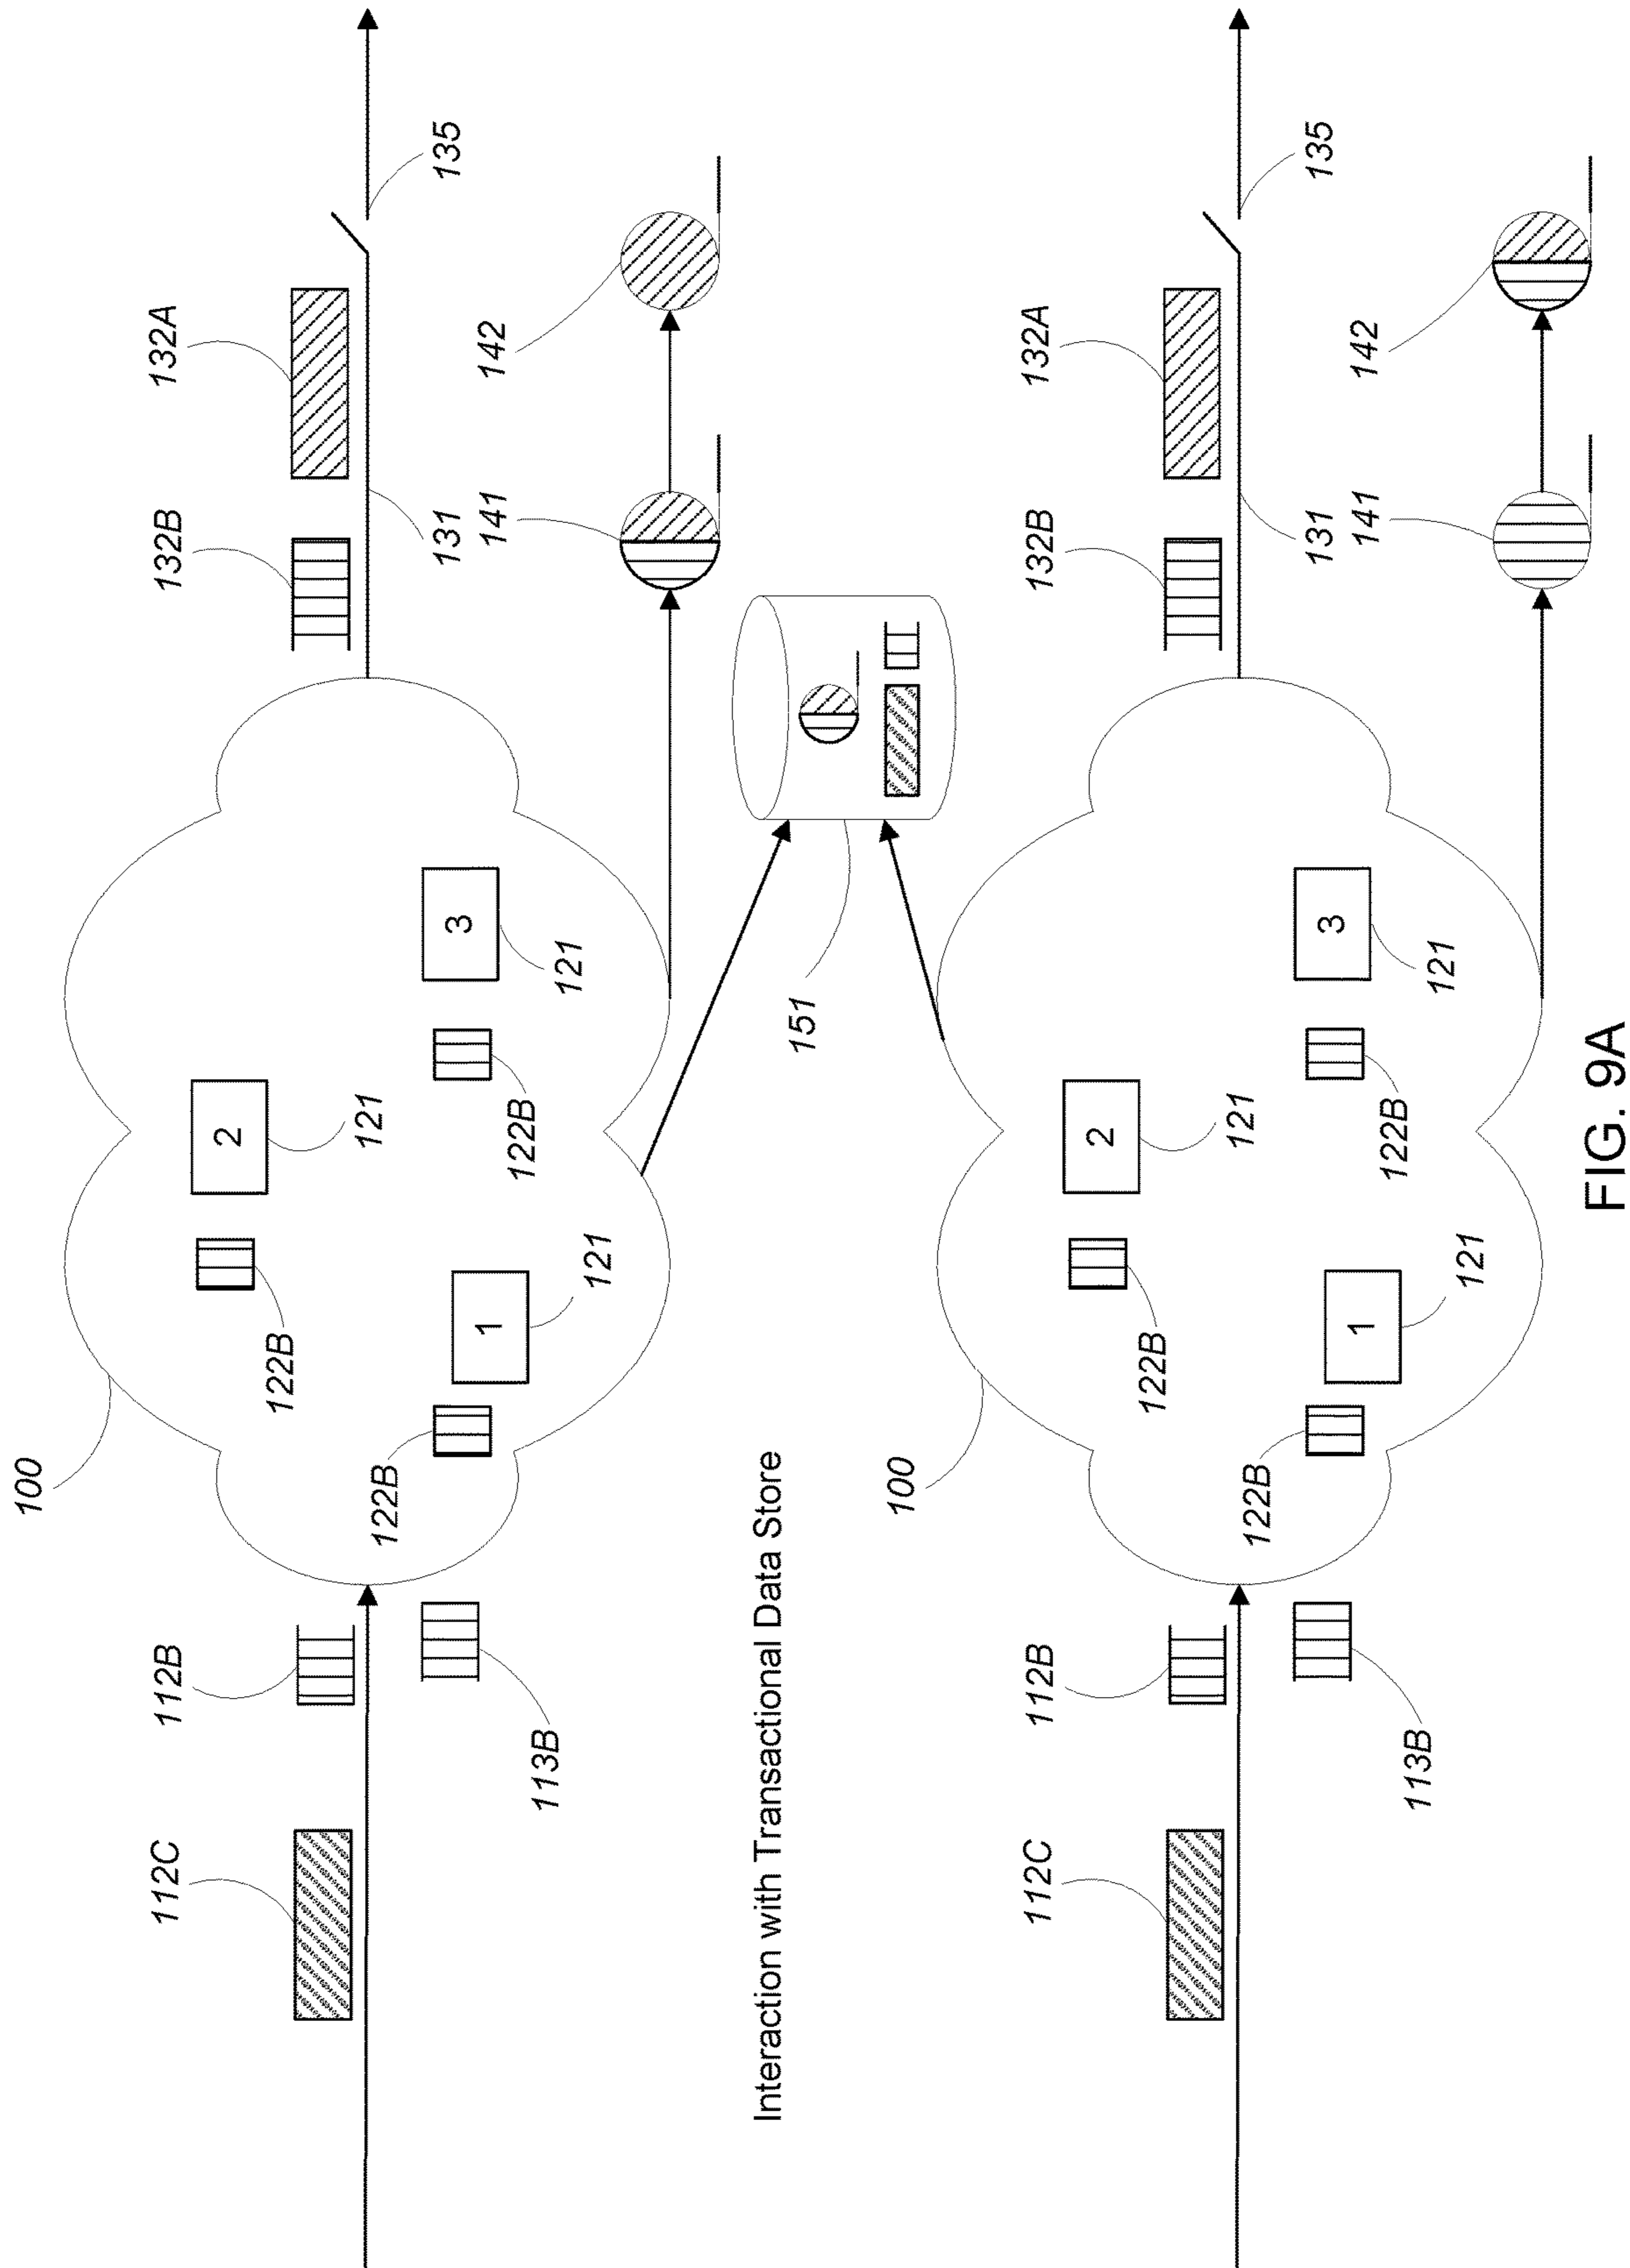 112C
112B
113B
100
122B
1
121
122B
2
121
122B
3
121
132B
132A
131
135
141
142
Interaction with Transactional Data Store
151
112C
112B
113B
100
122B
1
121
122B
2
121
122B
3
121
132B
132A
131
135
141
142
FIG. 9A